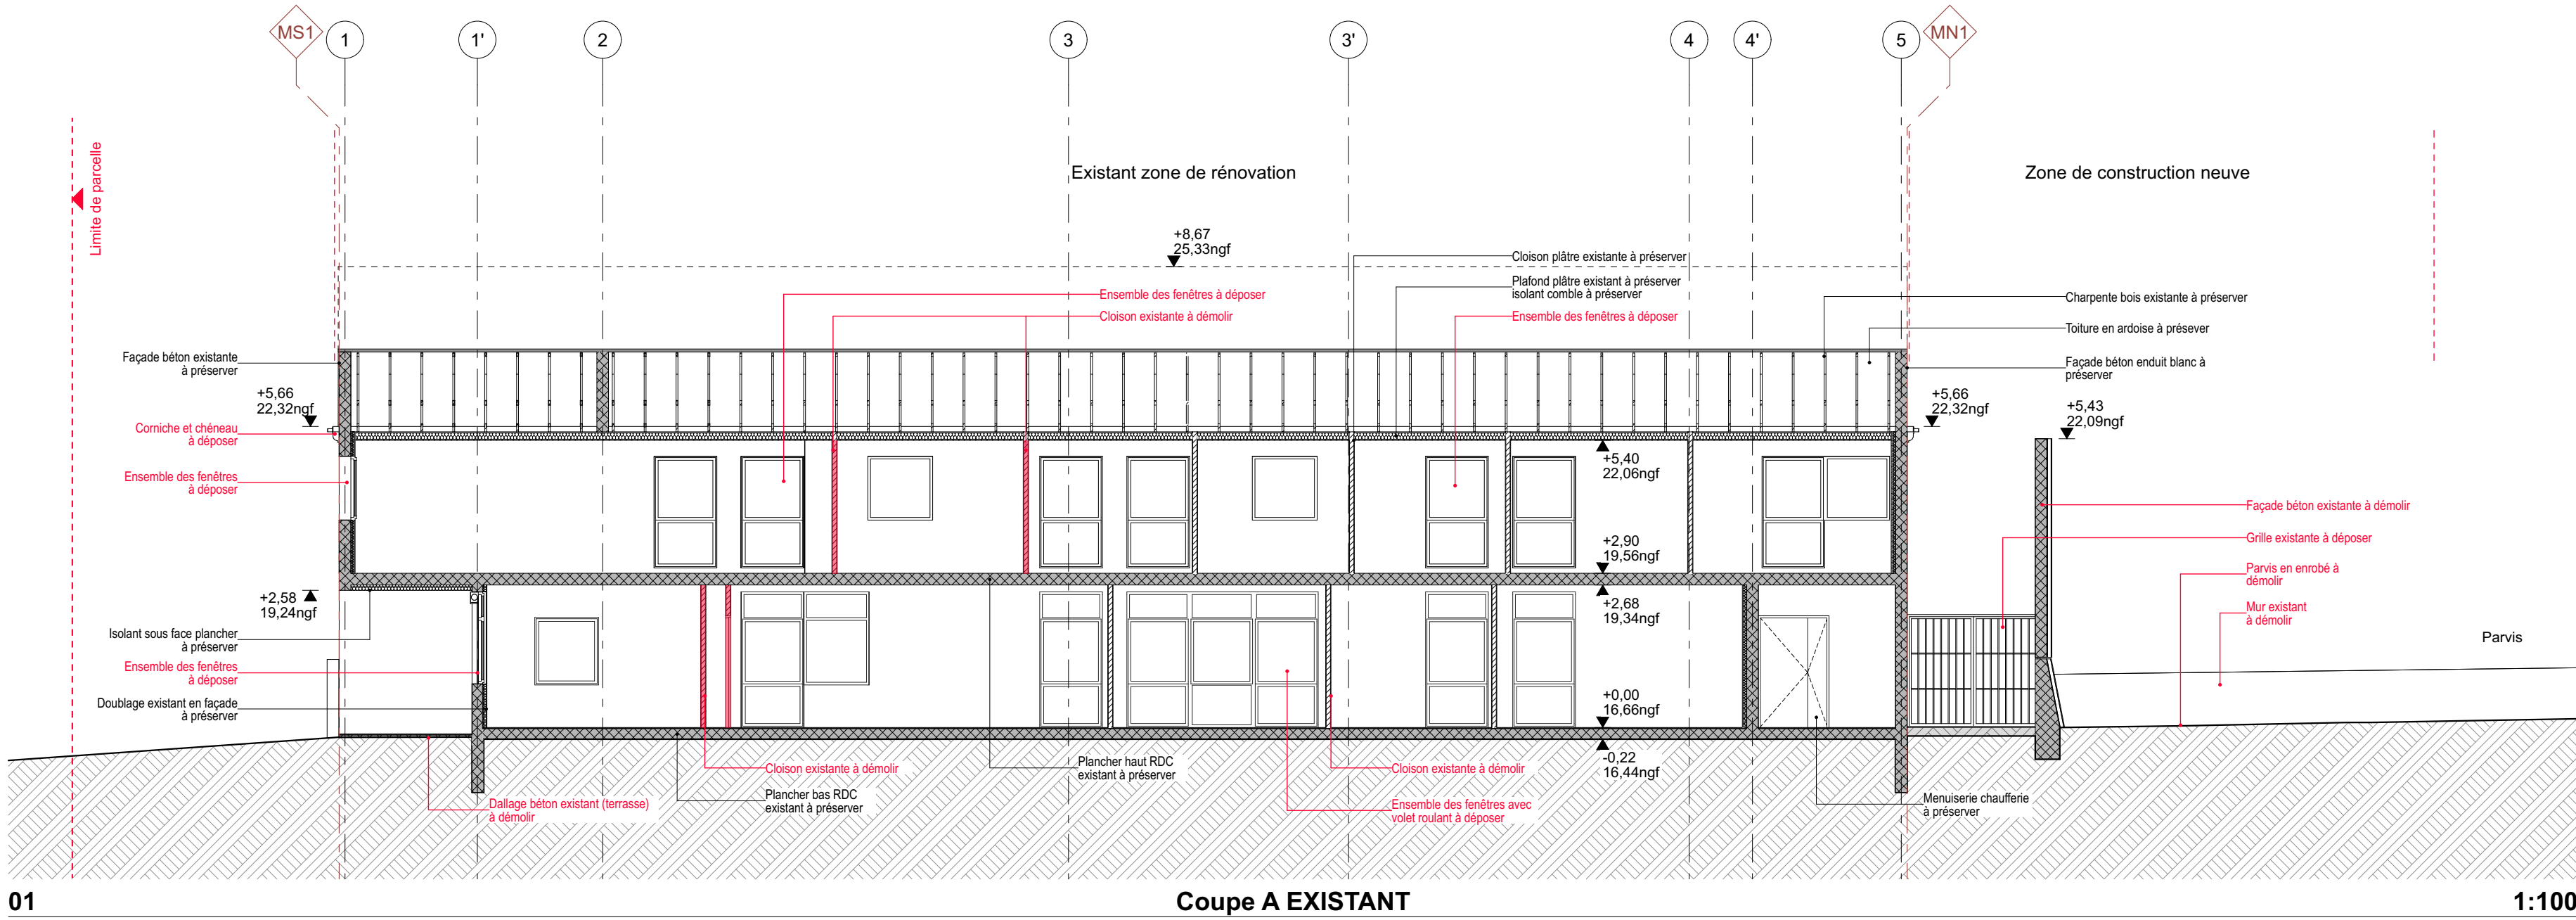 MS1
1
1'
2
3
3'
4
4'
5
MN1
Limite de parcelle
Existant zone de rénovation
Zone de construction neuve
+8,67
25,33ngf
Cloison plâtre existante à préserver
Plafond plâtre existant à préserver
isolant comble à préserver
Ensemble des fenêtres à déposer
Ensemble des fenêtres à déposer
Cloison existante à démolir
Charpente bois existante à préserver
Toiture en ardoise à présever
Façade béton enduit blanc à
préserver
Façade béton existante
à préserver
+5,66
22,32ngf
Corniche et chéneau
à déposer
Ensemble des fenêtres
à déposer
+5,66
22,32ngf
+5,43
22,09ngf
+5,40
22,06ngf
+2,90
19,56ngf
Façade béton existante à démolir
Grille existante à déposer
Parvis en enrobé à
démolir
Mur existant
à démolir
Parvis
+2,58
19,24ngf
+2,68
19,34ngf
Isolant sous face plancher
à préserver
Ensemble des fenêtres
à déposer
Doublage existant en façade
à préserver
+0,00
16,66ngf
-0,22
16,44ngf
Cloison existante à démolir
Plancher haut RDC
existant à préserver
Cloison existante à démolir
Dallage béton existant (terrasse)
à démolir
Plancher bas RDC
existant à préserver
Ensemble des fenêtres avec
volet roulant à déposer
Menuiserie chaufferie
à préserver
01
Coupe A EXISTANT
1:100